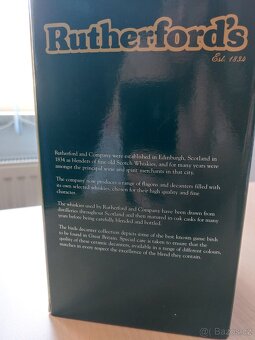 Rutherford's
Est. 1834
Rutherford and Company were established in Edinburgh, Scotland in
1834 as blenders of fine old Scotch Whiskies, and for many years were
amongst the principal wine and spirit merchants in that city.
The company now produces a range of flagons and decanters filled with
its own selected whiskies, chosen for their high quality and fine
character.
The whiskies used by Rutherford and Company have been drawn from
distilleries throughout Scotland and then matured in oak casks for many
years before being carefully blended and bottled.
The birds decanter collection depicts some of the best known game birds
to be found in Great Britain. Special care is taken to ensure that the
quality of these ceramic decanters, available in a range of different colours,
matches in every respect the excellence of the blend they contain.